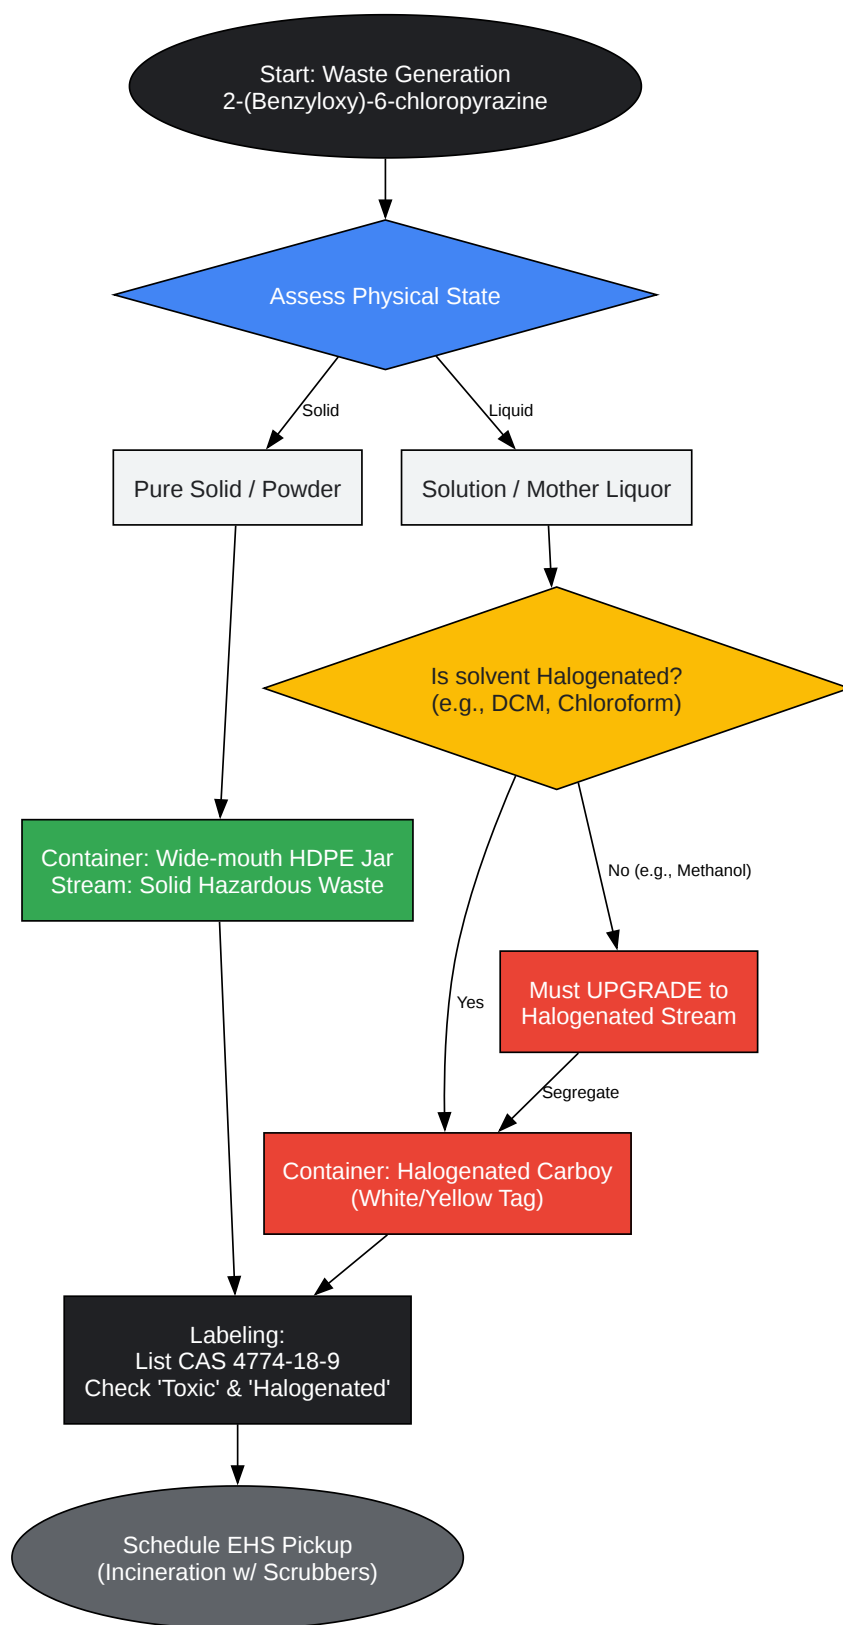 Start: Waste Generation
2-(Benzyloxy)-6-chloropyrazine
Assess Physical State
Solid
Liquid
Pure Solid / Powder
Solution / Mother Liquor
Is solvent Halogenated?
(e.g., DCM, Chloroform)
Container: Wide-mouth HDPE Jar
Stream: Solid Hazardous Waste
No (e.g., Methanol)
Must UPGRADE to
Halogenated Stream
Yes
Segregate
Container: Halogenated Carboy
(White/Yellow Tag)
Labeling:
List CAS 4774-18-9
Check 'Toxic' & 'Halogenated'
Schedule EHS Pickup
(Incineration w/ Scrubbers)